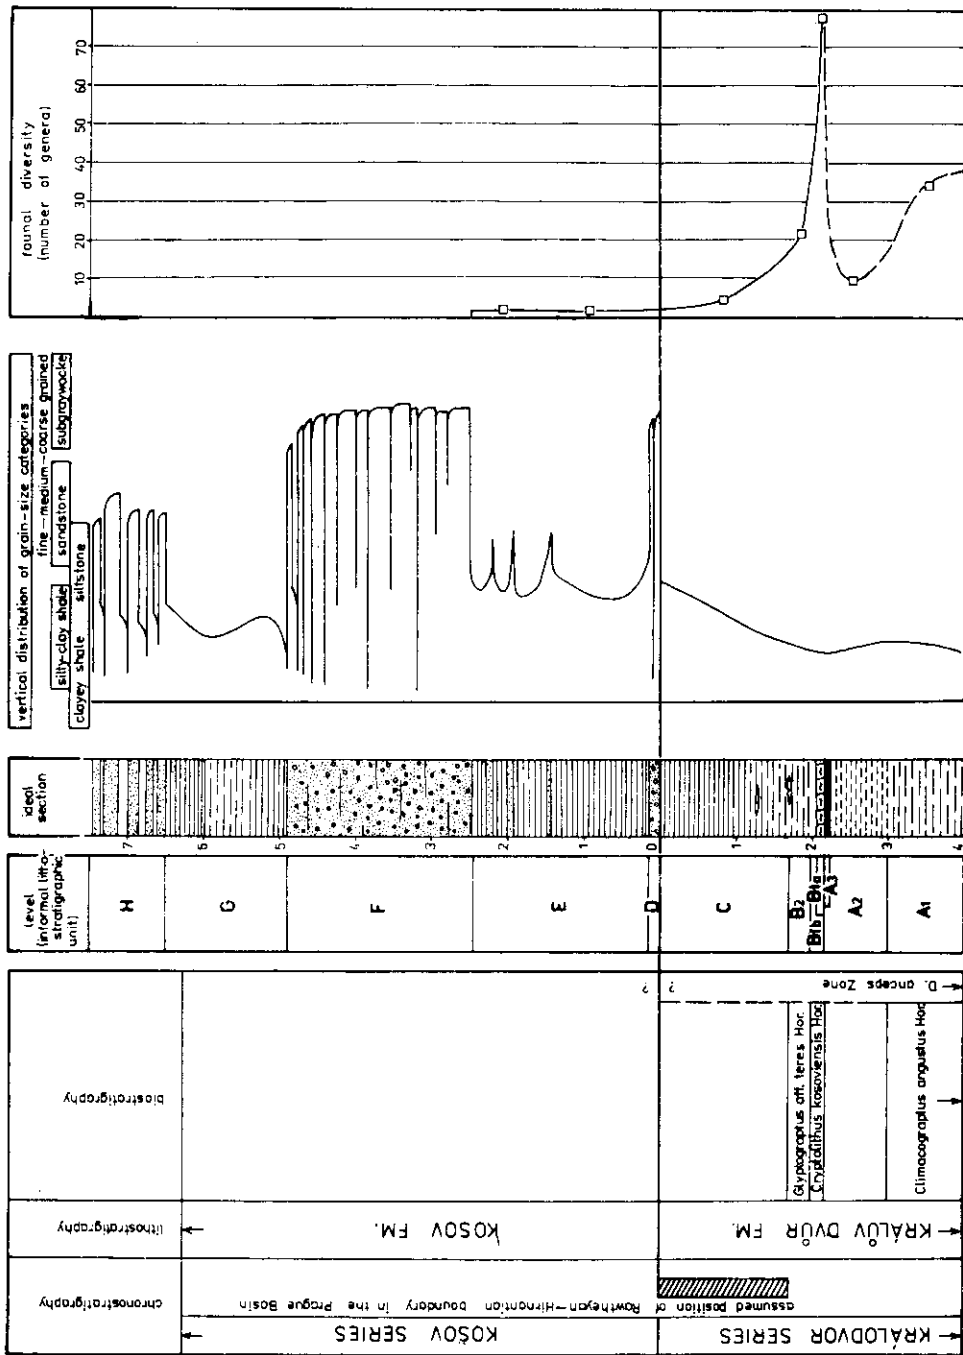 faunal diversity
(number of genera)
70
60
50
40
30
20
10
vertical distribution of grain-size categories
fine-medium-coarse grained
silty-clay shale
sandstone
subgraywacke
clayey shale
siltstone
ideal
section
7
6
5
4
3
2
1
0
1
2
3
4
level
(informal litho-
stratigraphic
unit)
H
G
F
E
D
C
B2
B1b
B1a
A3
A2
A1
biostratigraphy
?
?
D. anceps Zone
Glyptograptus aff. teres Hor.
Cryptolithus kosoviensis Hor.
Climacograptus angustus Hor.
lithostratigraphy
KOSOV FM.
KRÁLŮV DVŮR FM.
chronostratigraphy
assumed position of Rawtheyan-Hirnantian boundary in the Prague Basin
KOSOV SERIES
KRÁLODVOR SERIES